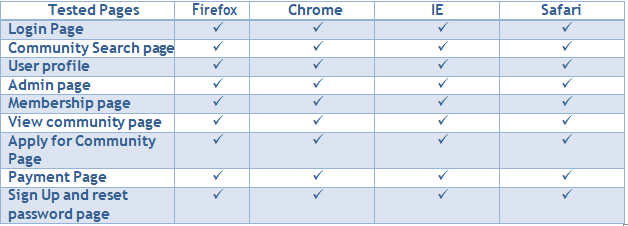 Tested Pages Firefox Chrome IE Safari
Login Page ✓ ✓ ✓ ✓
Community Search page ✓ ✓ ✓ ✓
User profile ✓ ✓ ✓ ✓
Admin page ✓ ✓ ✓ ✓
Membership page ✓ ✓ ✓ ✓
View community page ✓ ✓ ✓ ✓
Apply for Community ✓ ✓ ✓ ✓
Page
Payment Page ✓ ✓ ✓ ✓
Sign Up and reset ✓ ✓ ✓ ✓
password page